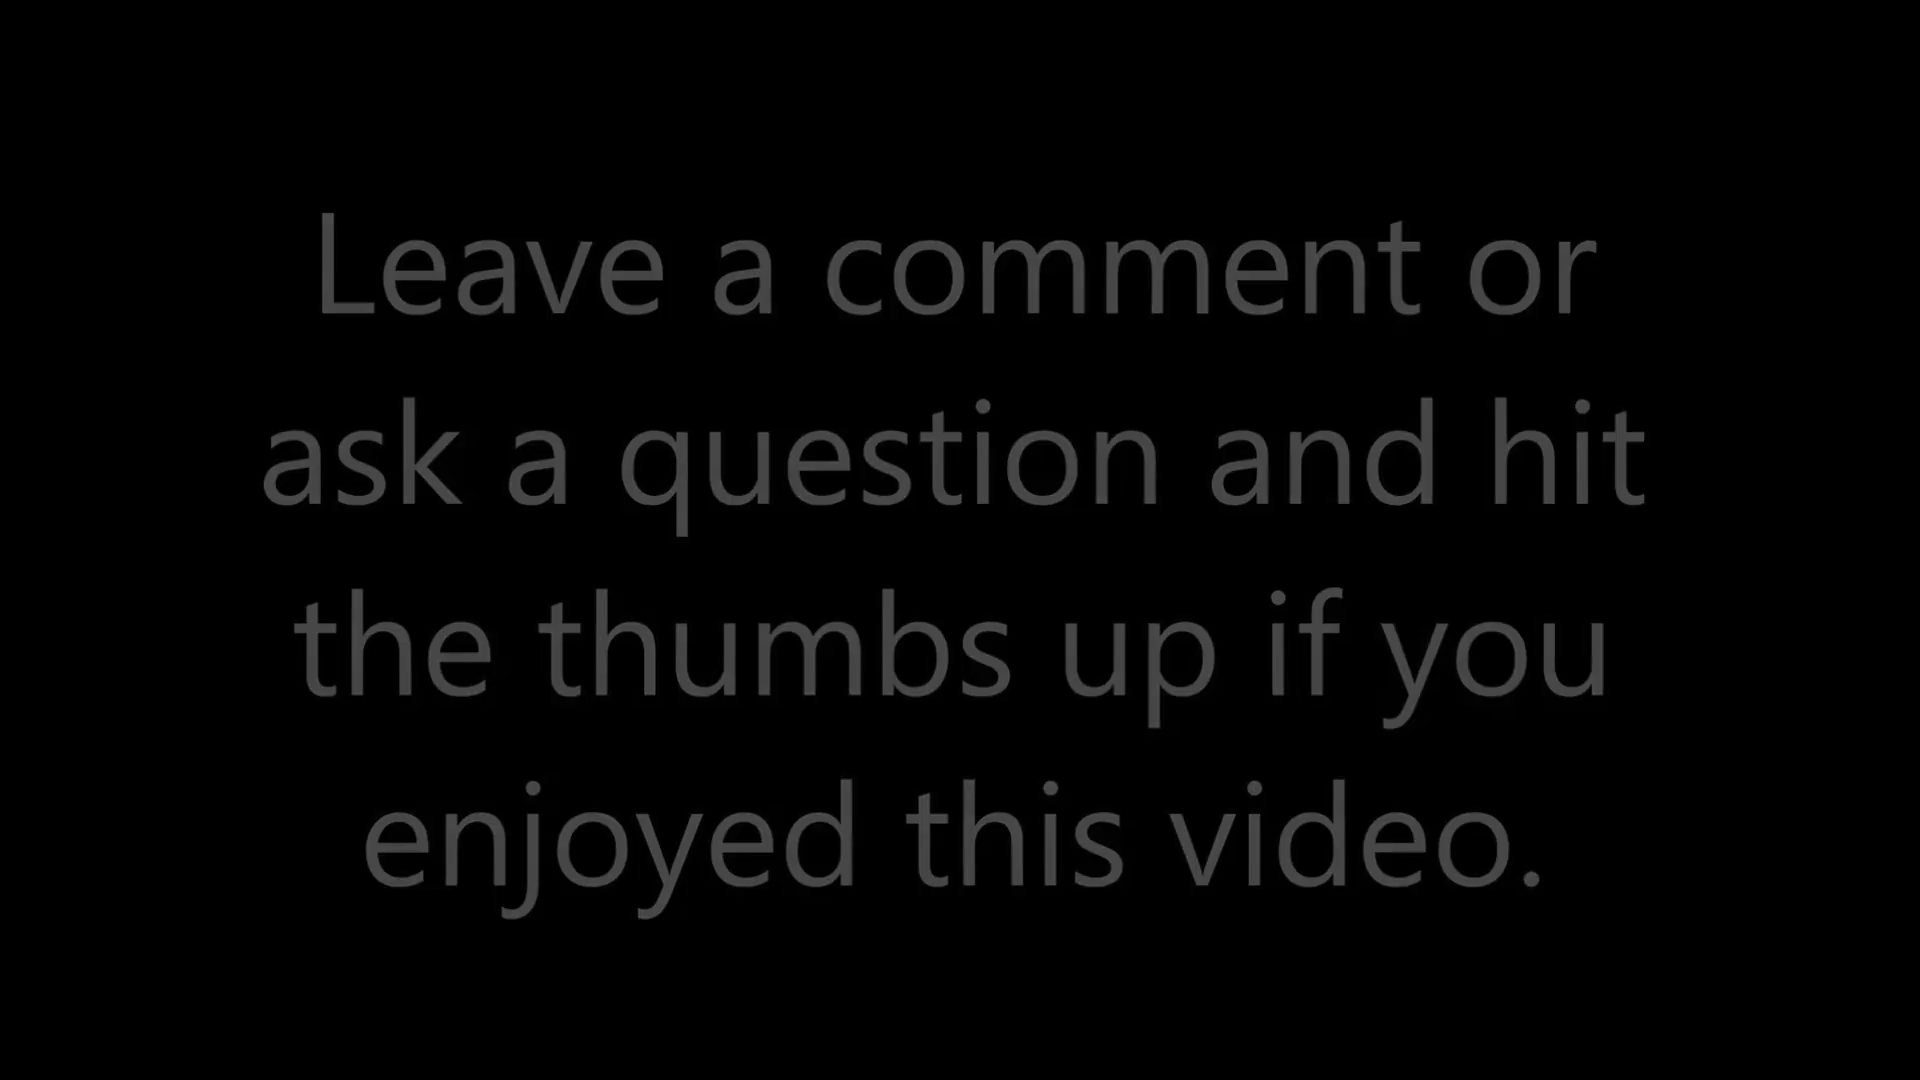 Leave a comment or
ask a question and hit
the thumbs up if you
enjoyed this video.